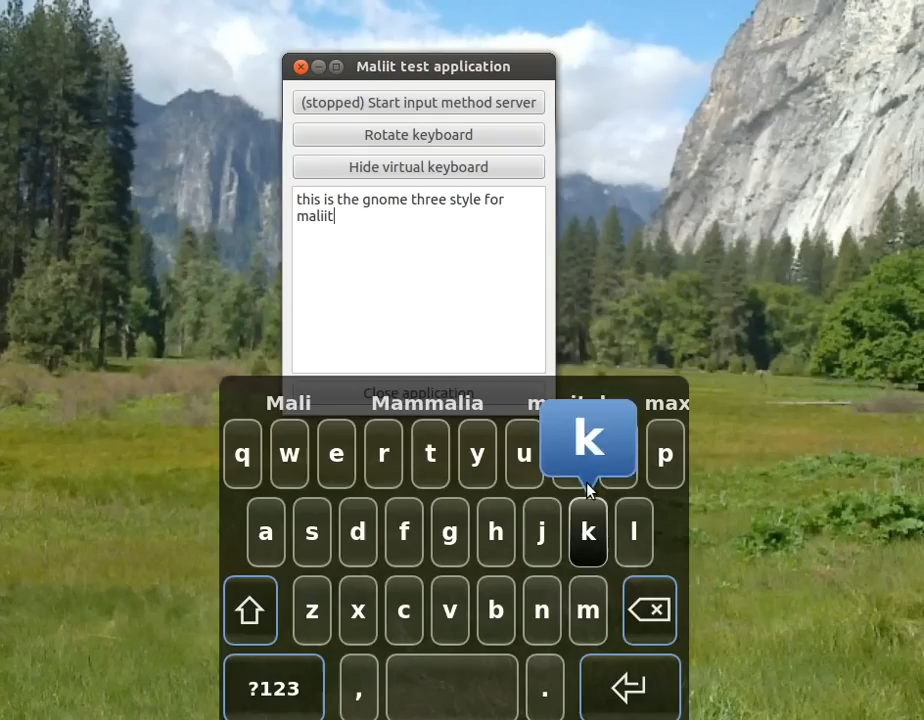 Maliit test application
(stopped) Start input method server
Rotate keyboard
Hide virtual keyboard
this is the gnome three style for
maliit
Close application
Mali Mammalia max
k
q w e r t y u p
a s d f g h j k l
z x c v b n m
?123 , .